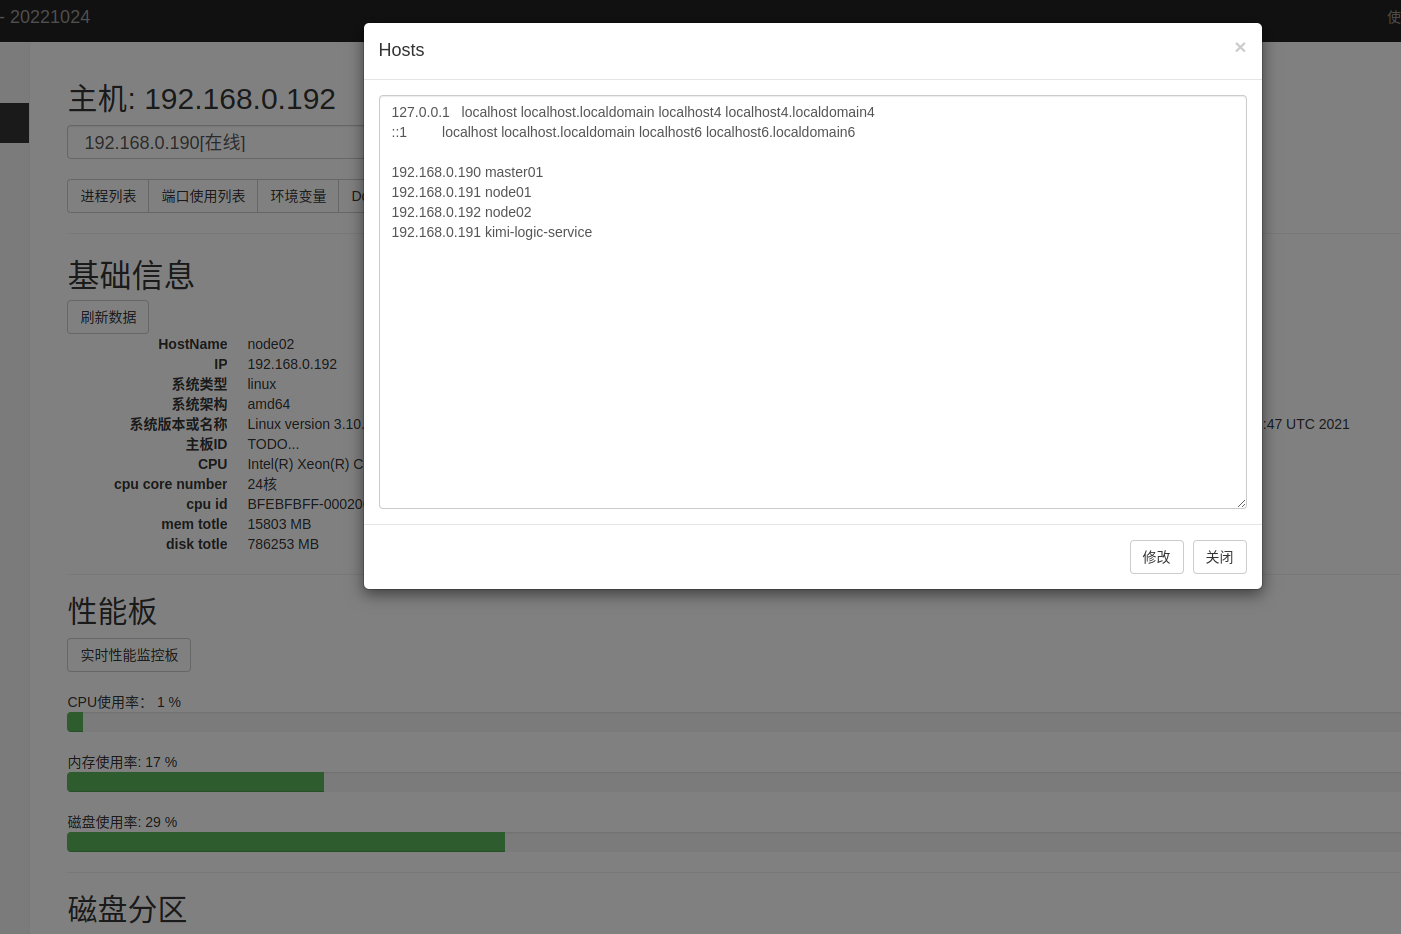 - 20221024
使
Hosts
×
127.0.0.1 localhost localhost.localdomain localhost4 localhost4.localdomain4
::1 localhost localhost.localdomain localhost6 localhost6.localdomain6
192.168.0.190 master01
192.168.0.191 node01
192.168.0.192 node02
192.168.0.191 kimi-logic-service
修改
关闭
主机: 192.168.0.192
192.168.0.190[在线]
进程列表
端口使用列表
环境变量
基础信息
刷新数据
HostName node02
IP 192.168.0.192
系统类型 linux
系统架构 amd64
系统版本或名称 Linux version 3.10. :47 UTC 2021
主板ID TODO...
CPU Intel(R) Xeon(R) C
cpu core number 24核
cpu id BFEBFBFF-00020
mem totle 15803 MB
disk totle 786253 MB
性能板
实时性能监控板
CPU使用率: 1 %
内存使用率: 17 %
磁盘使用率: 29 %
磁盘分区